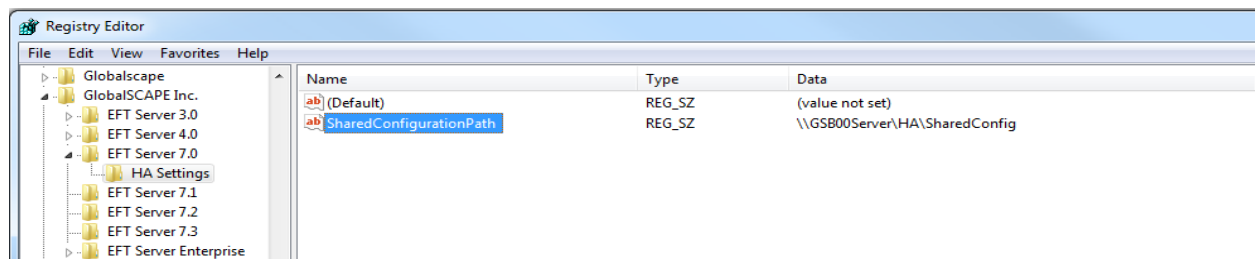 Registry Editor
File Edit View Favorites Help
Globalscape
GlobalSCAPE Inc.
EFT Server 3.0
EFT Server 4.0
EFT Server 7.0
HA Settings
EFT Server 7.1
EFT Server 7.2
EFT Server 7.3
EFT Server Enterprise
Name Type Data
ab (Default) REG_SZ (value not set)
ab SharedConfigurationPath REG_SZ \\GSB00Server\HA\SharedConfig